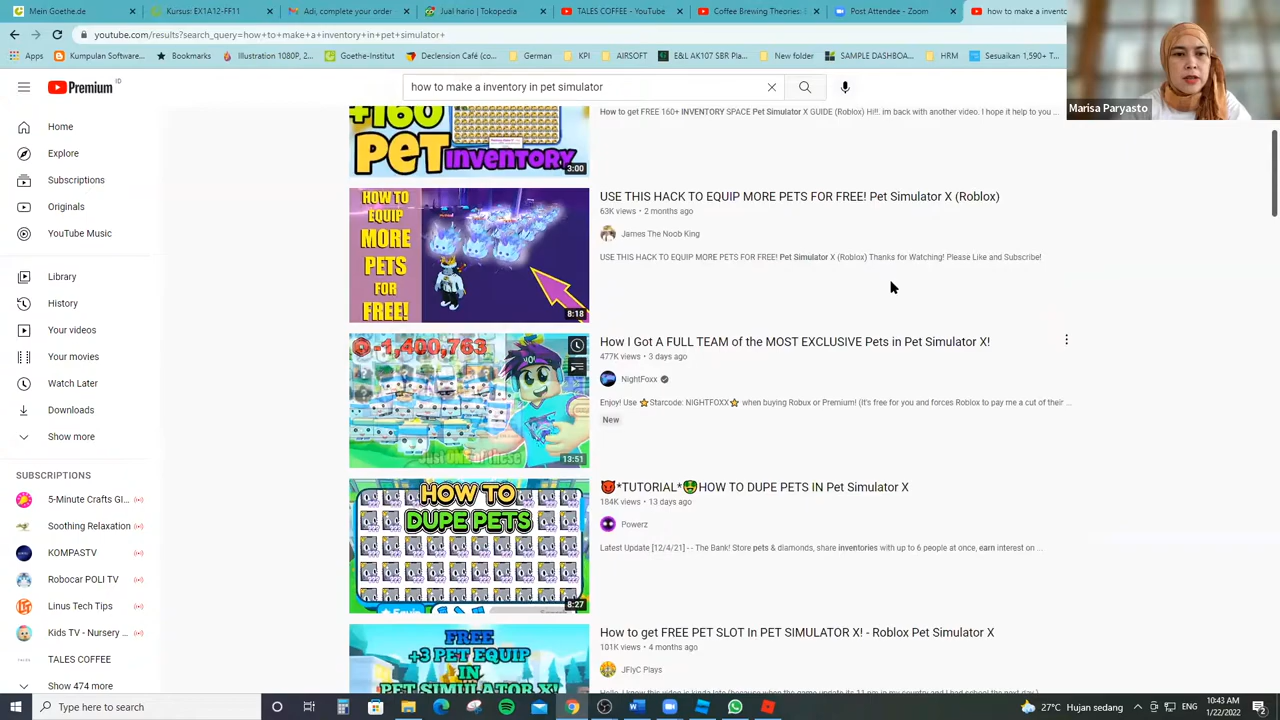 Mein Goethe.de
Kursus: EX1A12-FF11
Adi, complete your order
Jual hario | Tokopedia
TALES COFFEE - YouTube
Coffee Brewing Theories:
Post Attender - Zoom
how to make a invento
youtube.com/results?search_query=how+to+make+a+inventory+in+pet+simulator+
Apps
Kumpulan Software...
Bookmarks
Illustration 1080P, 2...
Goethe-Institut
Declension Café (co...
German
KPI
AIRSOFT
E&L AK107 SBR Pla...
New folder
SAMPLE DASHBOA...
HRM
Sesuaikan 1,590+ T...
Marisa Paryasto
Premium
ID
how to make a inventory in pet simulator
Home
Explore
Subscriptions
Originals
YouTube Music
Library
History
Your videos
Your movies
Watch Later
Downloads
Show more
SUBSCRIPTIONS
5-Minute Crafts GI...
Soothing Relaxation
KOMPASTV
Robocar POLI TV
Linus Tech Tips
Kids TV - Nursery ...
TALES COFFEE
Show 474 more
+160
PET
INVENTORY
3:00
How to get FREE 160+ INVENTORY SPACE Pet Simulator X GUIDE (Roblox) Hi!!. im back with another video. I hope it help to you ...
HOW TO
EQUIP
MORE
PETS
FOR
FREE!
8:18
USE THIS HACK TO EQUIP MORE PETS FOR FREE! Pet Simulator X (Roblox)
63K views • 2 months ago
James The Noob King
USE THIS HACK TO EQUIP MORE PETS FOR FREE! Pet Simulator X (Roblox) Thanks for Watching! Please Like and Subscribe!
-1,400,763
Just ONE of these
13:51
How I Got A FULL TEAM of the MOST EXCLUSIVE Pets in Pet Simulator X!
477K views • 3 days ago
NightFoxx
Enjoy! Use ⭐Starcode: NIGHTFOXX⭐ when buying Robux or Premium! (It's free for you and forces Roblox to pay me a cut of their ...
New
HOW TO
DUPE PETS
8:27
😈*TUTORIAL*🤑HOW TO DUPE PETS IN Pet Simulator X
184K views • 13 days ago
Powerz
Latest Update [12/4/21] - - The Bank! Store pets & diamonds, share inventories with up to 6 people at once, earn interest on ...
FREE
+3 PET EQUIP
IN
PET SIMULATOR X!
How to get FREE PET SLOT In PET SIMULATOR X! - Roblox Pet Simulator X
101K views • 4 months ago
JFlyC Plays
Type here to search
27°C Hujan sedang
ENG
10:43 AM
1/22/2022
2